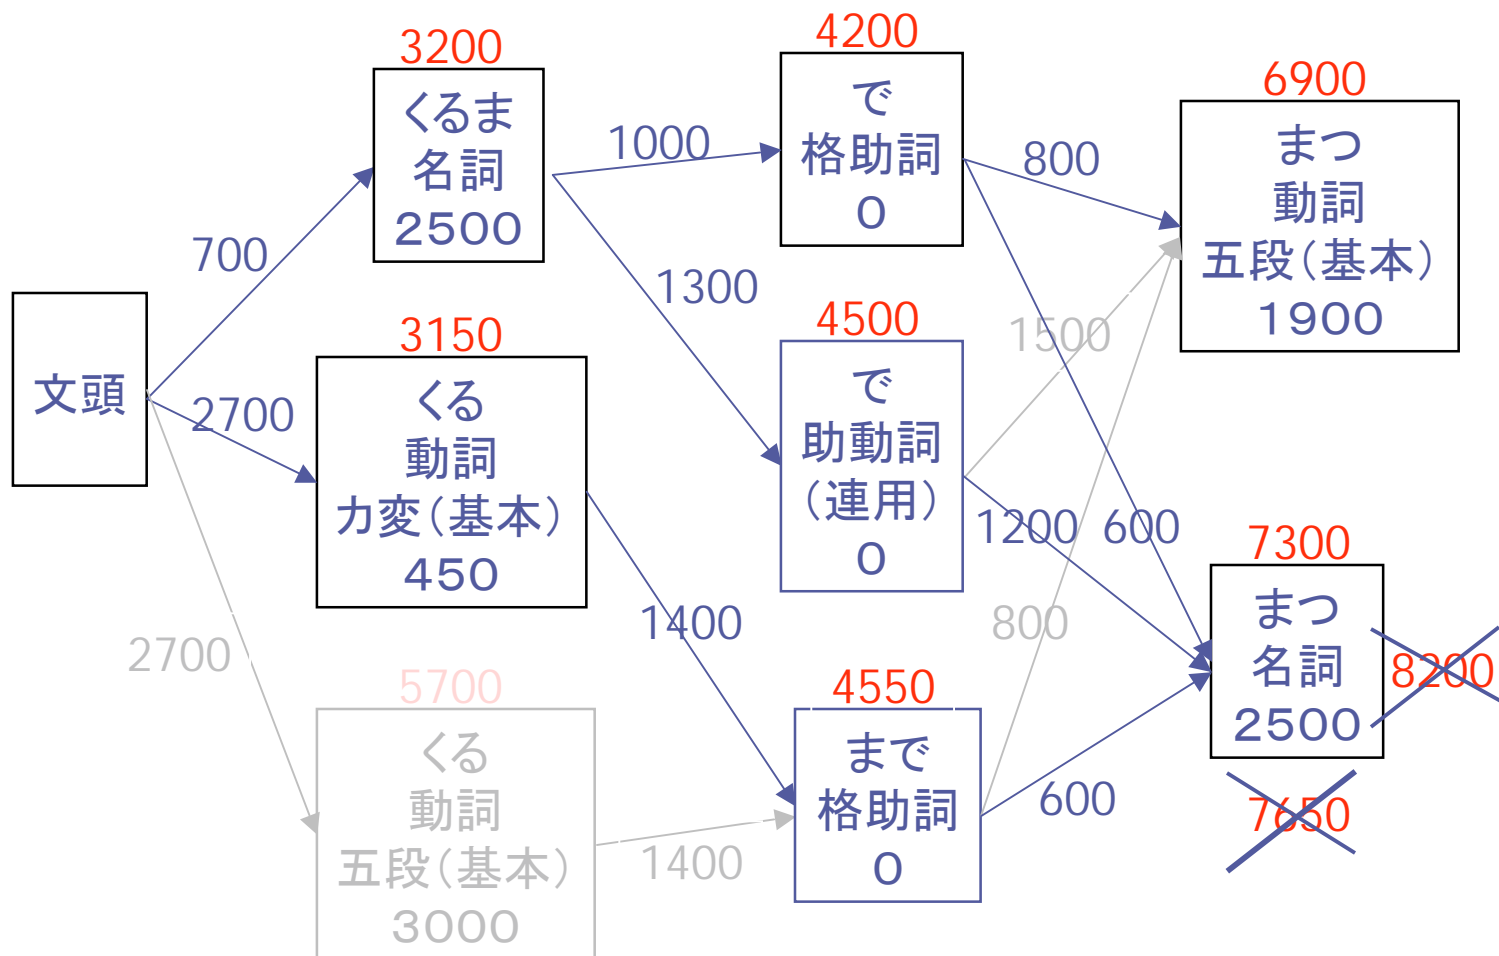 文頭
700
2700
2700
3200
くるま
名詞
2500
3150
くる
動詞
カ変(基本)
450
5700
くる
動詞
五段(基本)
3000
1000
1300
1400
1400
4200
で
格助詞
0
4500
で
助動詞
(連用)
0
4550
まで
格助詞
0
800
1500
1200
600
800
600
6900
まつ
動詞
五段(基本)
1900
7300
まつ
名詞
2500
8200
7650